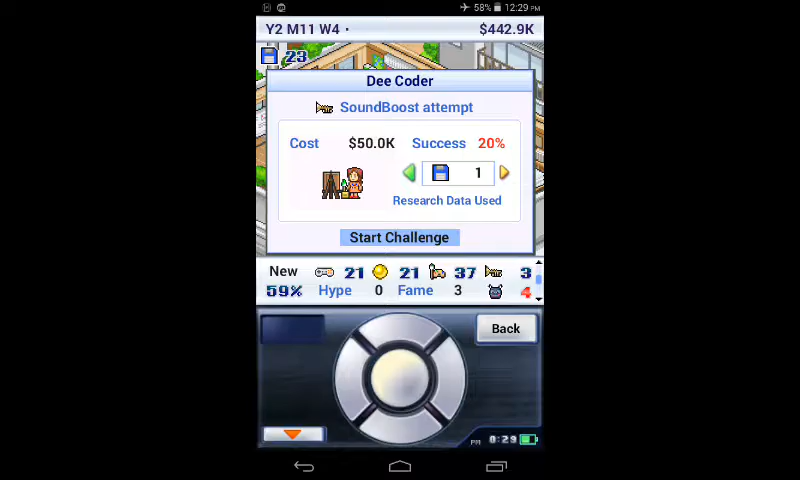 58% 12:29 PM
Y2 M11 W4 · $442.9K
23
Dee Coder
SoundBoost attempt
Cost $50.0K Success 20%
1
Research Data Used
Start Challenge
New 21 21 37 3
59% Hype 0 Fame 3 4
Back
PM 0:29